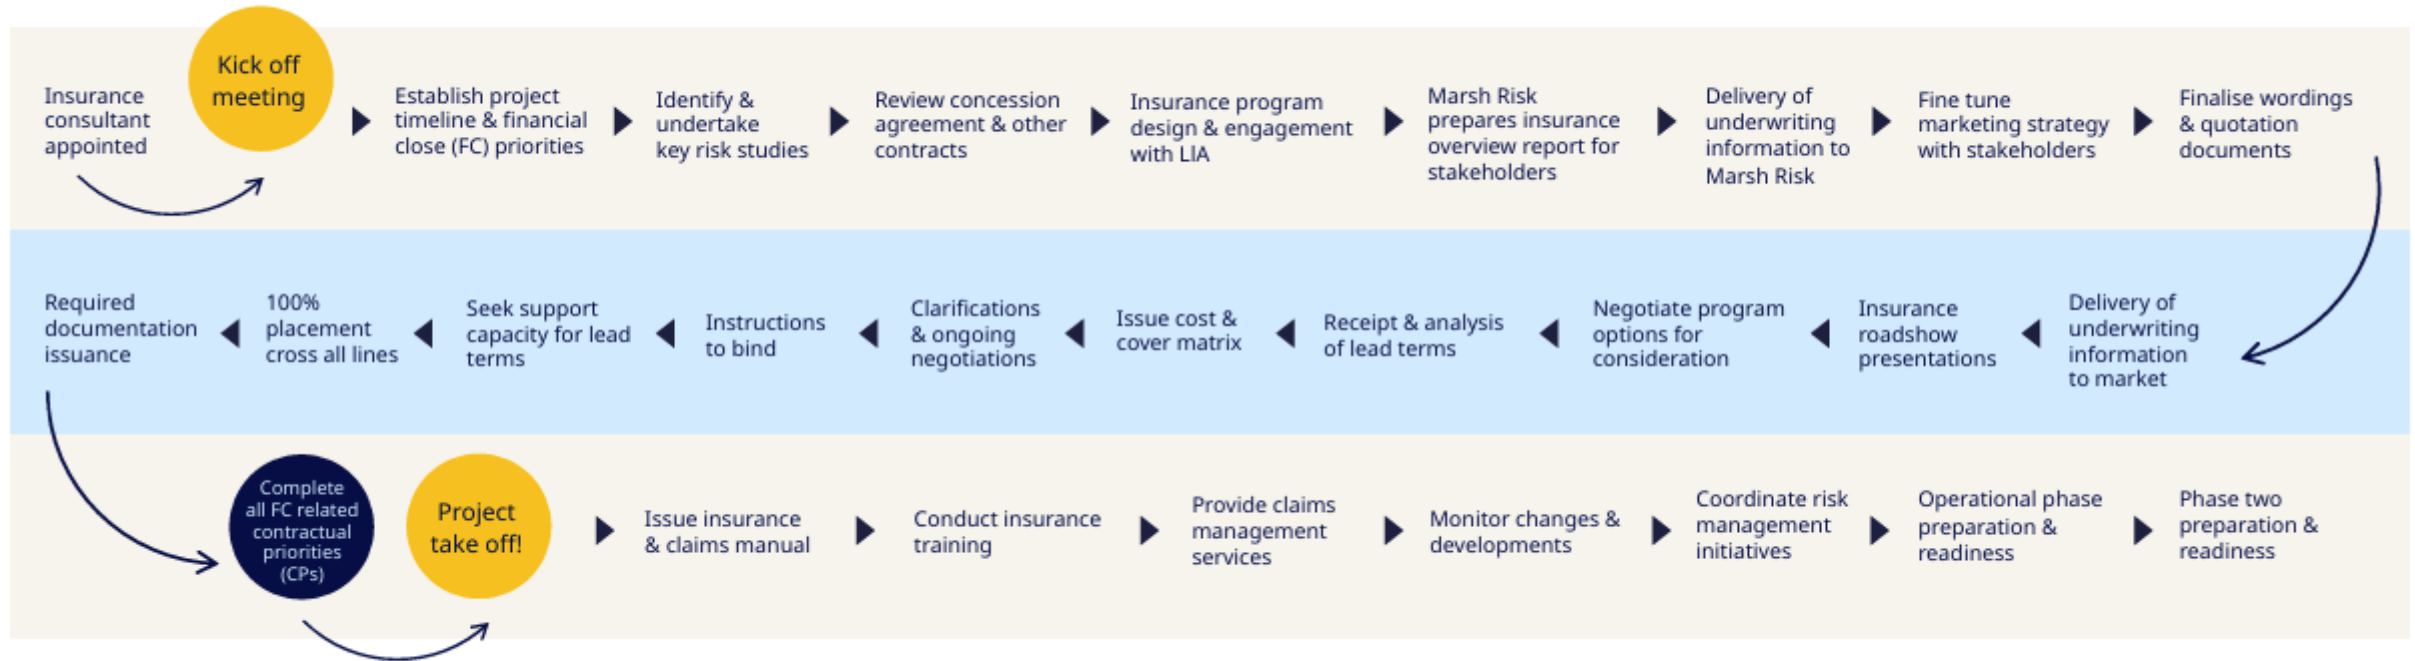 Insurance
consultant
appointed
Kick off
meeting
Establish project
timeline & financial
close (FC) priorities
Identify &
undertake
key risk studies
Review concession
agreement & other
contracts
Insurance program
design & engagement
with LIA
Marsh Risk
prepares insurance
overview report for
stakeholders
Delivery of
underwriting
information to
Marsh Risk
Fine tune
marketing strategy
with stakeholders
Finalise wordings
& quotation
documents
Delivery of
underwriting
information
to market
Insurance
roadshow
presentations
Negotiate program
options for
consideration
Receipt & analysis
of lead terms
Issue cost &
cover matrix
Clarifications
& ongoing
negotiations
Instructions
to bind
Seek support
capacity for lead
terms
100%
placement
cross all lines
Required
documentation
issuance
Complete
all FC related
contractual
priorities
(CPs)
Project
take off!
Issue insurance
& claims manual
Conduct insurance
training
Provide claims
management
services
Monitor changes &
developments
Coordinate risk
management
initiatives
Operational phase
preparation &
readiness
Phase two
preparation &
readiness